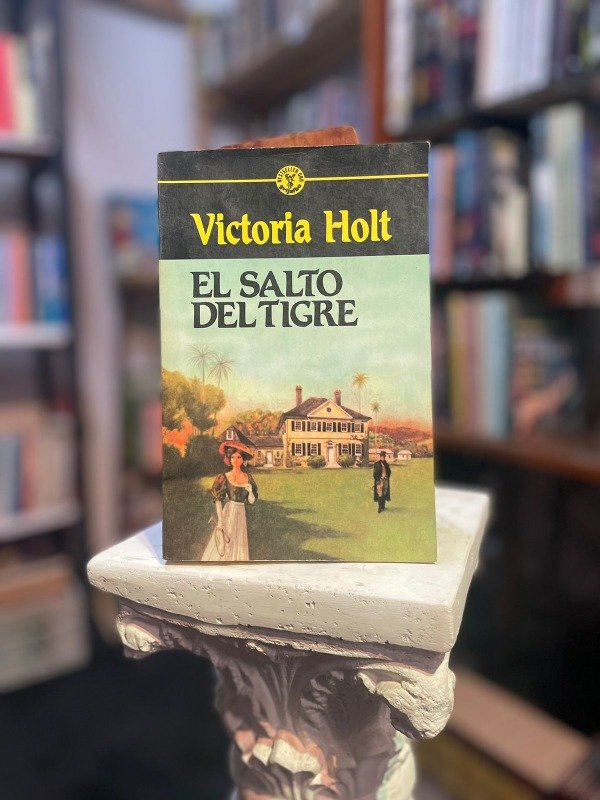 Victoria Holt
EL SALTO
DEL TIGRE